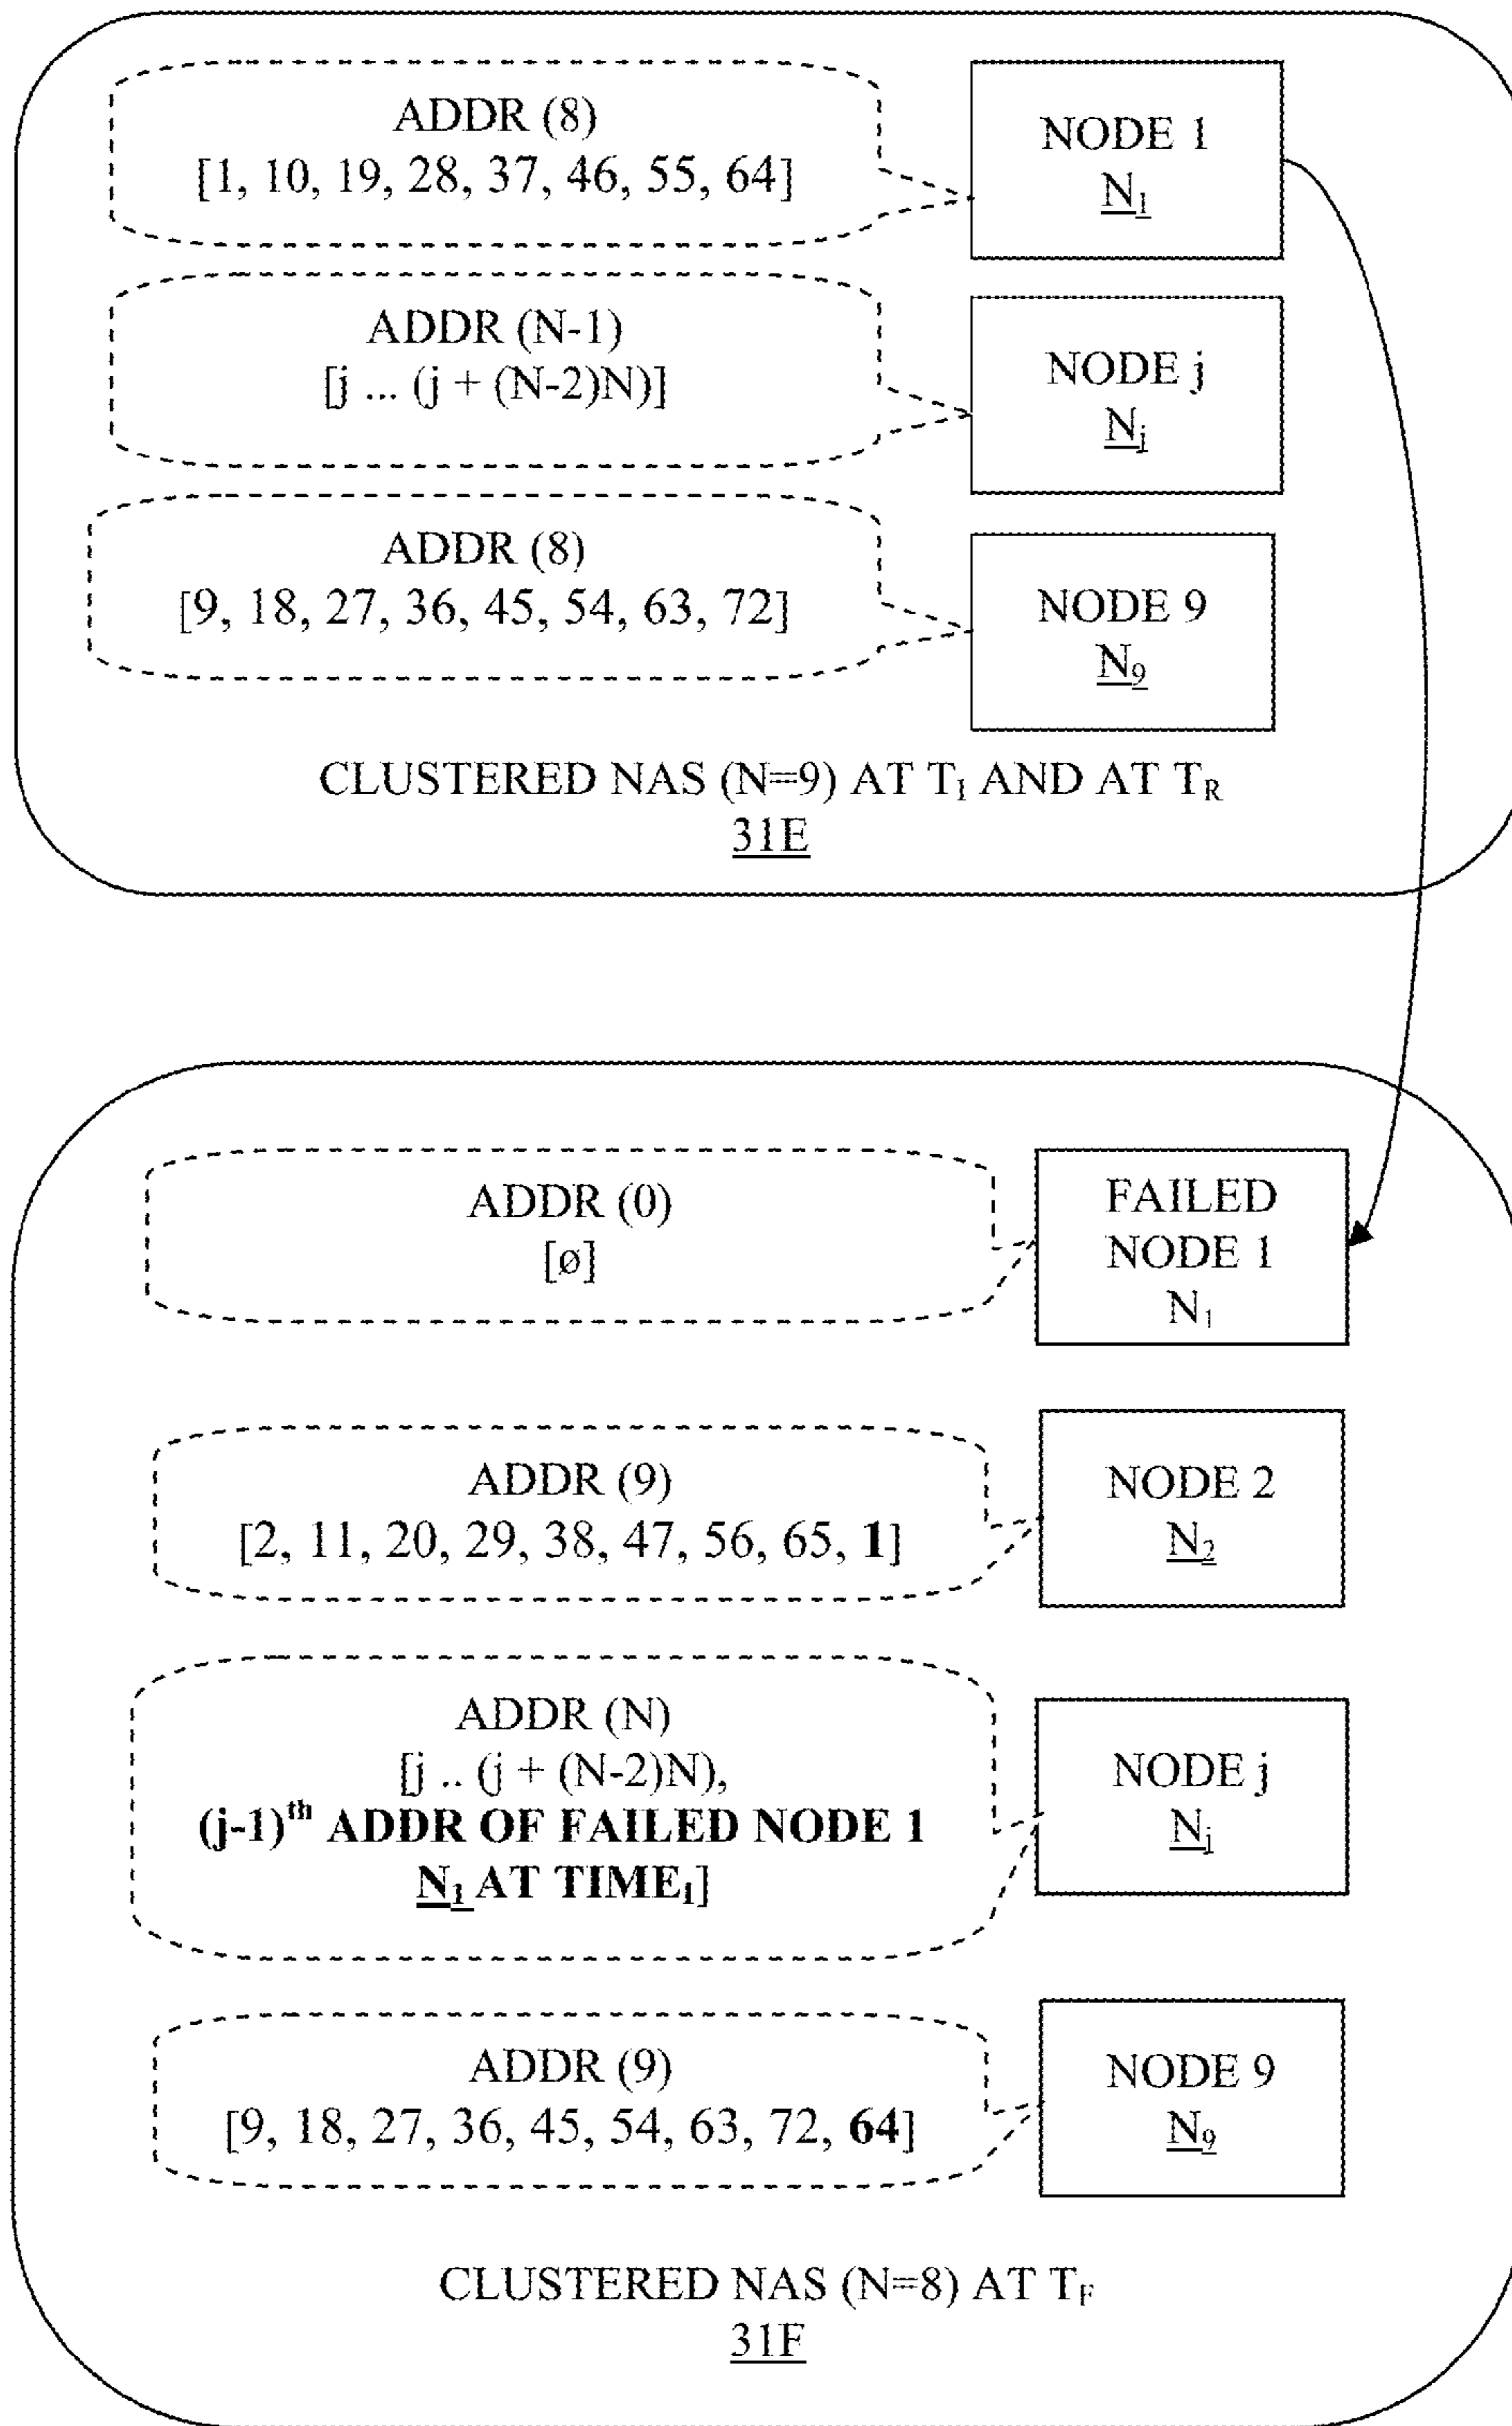 ADDR (8)
[1, 10, 19, 28, 37, 46, 55, 64]
NODE 1
N1
ADDR (N-1)
[j ... (j + (N-2)N)]
NODE j
Nj
ADDR (8)
[9, 18, 27, 36, 45, 54, 63, 72]
NODE 9
N9
CLUSTERED NAS (N=9) AT TI AND AT TR
31E
ADDR (0)
[ø]
FAILED
NODE 1
N1
ADDR (9)
[2, 11, 20, 29, 38, 47, 56, 65, 1]
NODE 2
N2
ADDR (N)
[j .. (j + (N-2)N),
(j-1)th ADDR OF FAILED NODE 1
N1 AT TIMEI]
NODE j
Nj
ADDR (9)
[9, 18, 27, 36, 45, 54, 63, 72, 64]
NODE 9
N9
CLUSTERED NAS (N=8) AT TF
31F